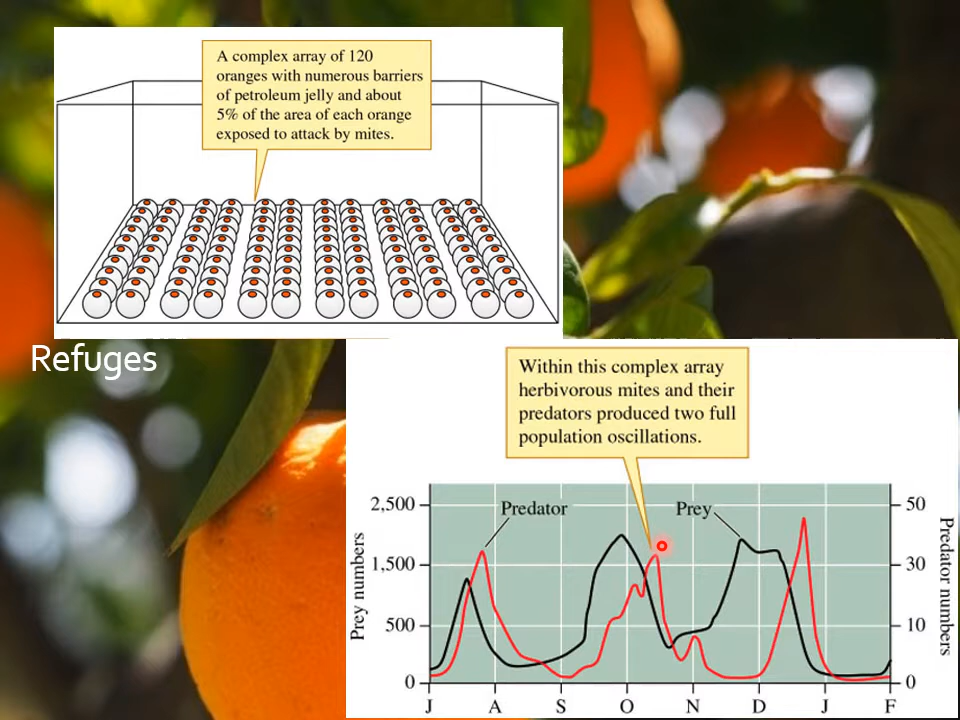 A complex array of 120
oranges with numerous barriers
of petroleum jelly and about
5% of the area of each orange
exposed to attack by mites.
Refuges
Within this complex array
herbivorous mites and their
predators produced two full
population oscillations.
2,500
Predator
Prey
50
1,500
30
500
10
0
0
Prey numbers
Predator numbers
J A S O N D J F